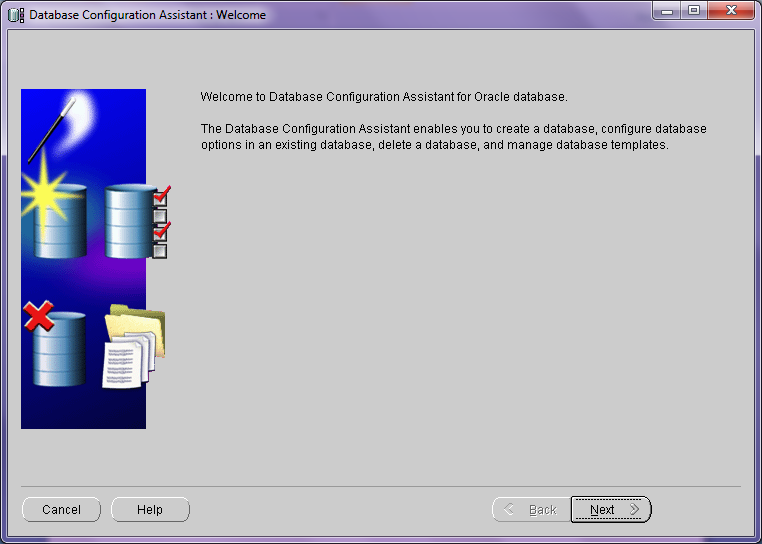 Database Configuration Assistant : Welcome
Welcome to Database Configuration Assistant for Oracle database.
The Database Configuration Assistant enables you to create a database, configure database
options in an existing database, delete a database, and manage database templates.
Cancel
Help
Back
Next